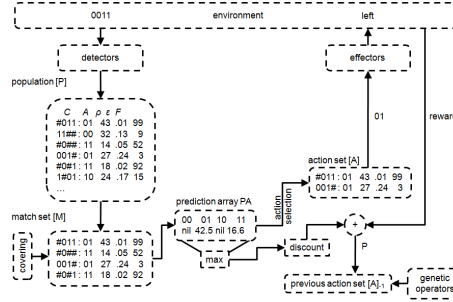 0011
environment
left
detectors
effectors
population [P]
C A ρ ε F
#011: 01 43 .01 99
11##: 00 32 .13 9
#0##: 11 14 .05 52
001#: 01 27 .24 3
#0#1: 11 18 .02 92
1#01: 10 24 .17 15
...
01
reward
action set [A]
#011: 01 43 .01 99
001#: 01 27 .24 3
prediction array PA
00 01 10 11
nil 42.5 nil 16.6
action
selection
match set [M]
#011: 01 43 .01 99
#0##: 11 14 .05 52
001#: 01 27 .24 3
#0#1: 11 18 .02 92
covering
max
discount
+
P
previous action set [A]-1
genetic
operators